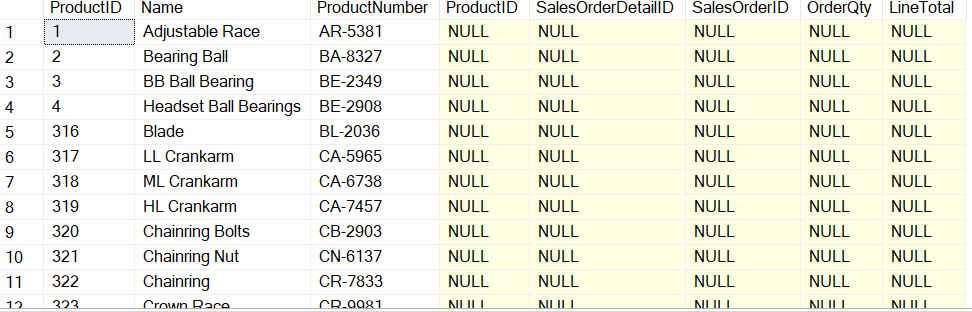 ProductID Name ProductNumber ProductID SalesOrderDetailID SalesOrderID OrderQty LineTotal
1 1 Adjustable Race AR-5381 NULL NULL NULL NULL NULL
2 2 Bearing Ball BA-8327 NULL NULL NULL NULL NULL
3 3 BB Ball Bearing BE-2349 NULL NULL NULL NULL NULL
4 4 Headset Ball Bearings BE-2908 NULL NULL NULL NULL NULL
5 316 Blade BL-2036 NULL NULL NULL NULL NULL
6 317 LL Crankarm CA-5965 NULL NULL NULL NULL NULL
7 318 ML Crankarm CA-6738 NULL NULL NULL NULL NULL
8 319 HL Crankarm CA-7457 NULL NULL NULL NULL NULL
9 320 Chainring Bolts CB-2903 NULL NULL NULL NULL NULL
10 321 Chainring Nut CN-6137 NULL NULL NULL NULL NULL
11 322 Chainring CR-7833 NULL NULL NULL NULL NULL
12 323 Crown Race CR-9981 NULL NULL NULL NULL NULL